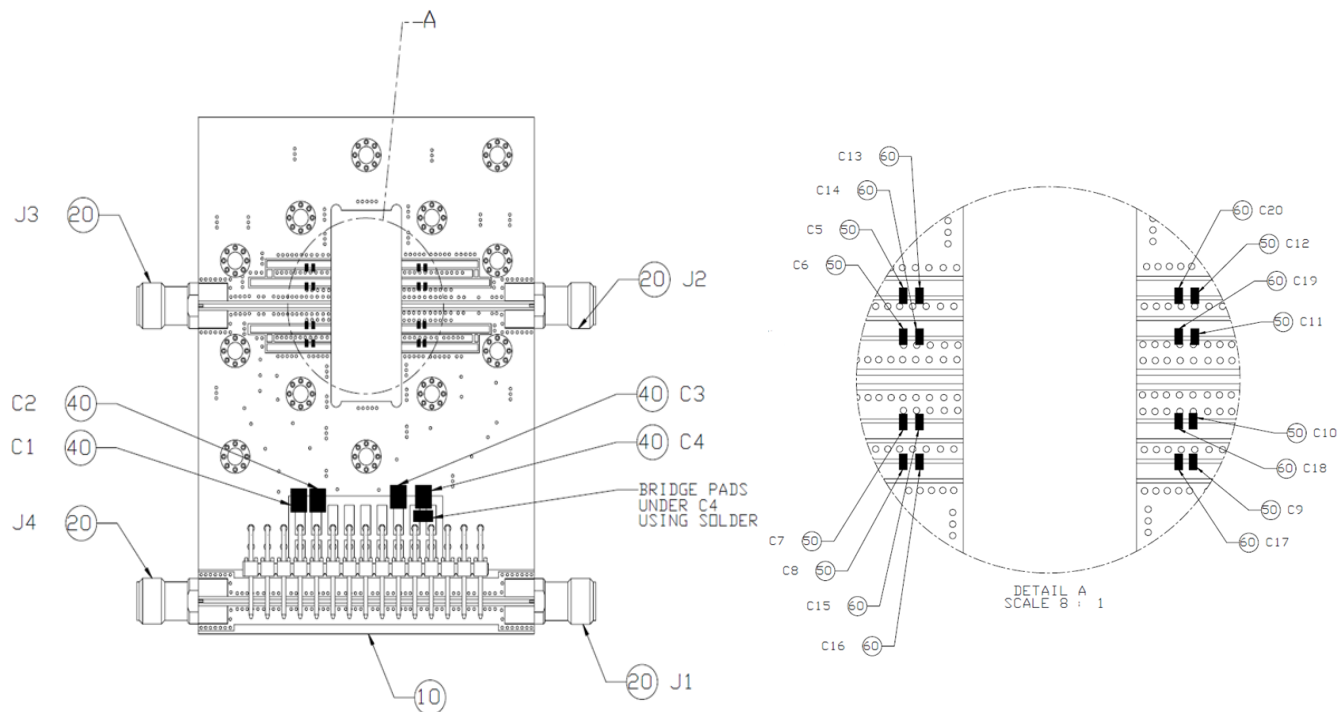 A
J3 20
20 J2
C2 40
C1 40
40 C3
40 C4
BRIDGE PADS
UNDER C4
USING SOLDER
J4 20
20 J1
10
C13 60
C14 60
C5 50
C6 50
60 C20
50 C12
60 C19
50 C11
C7 50
C8 50
C15 60
C16 60
50 C10
60 C18
50 C9
60 C17
DETAIL A
SCALE 8 : 1